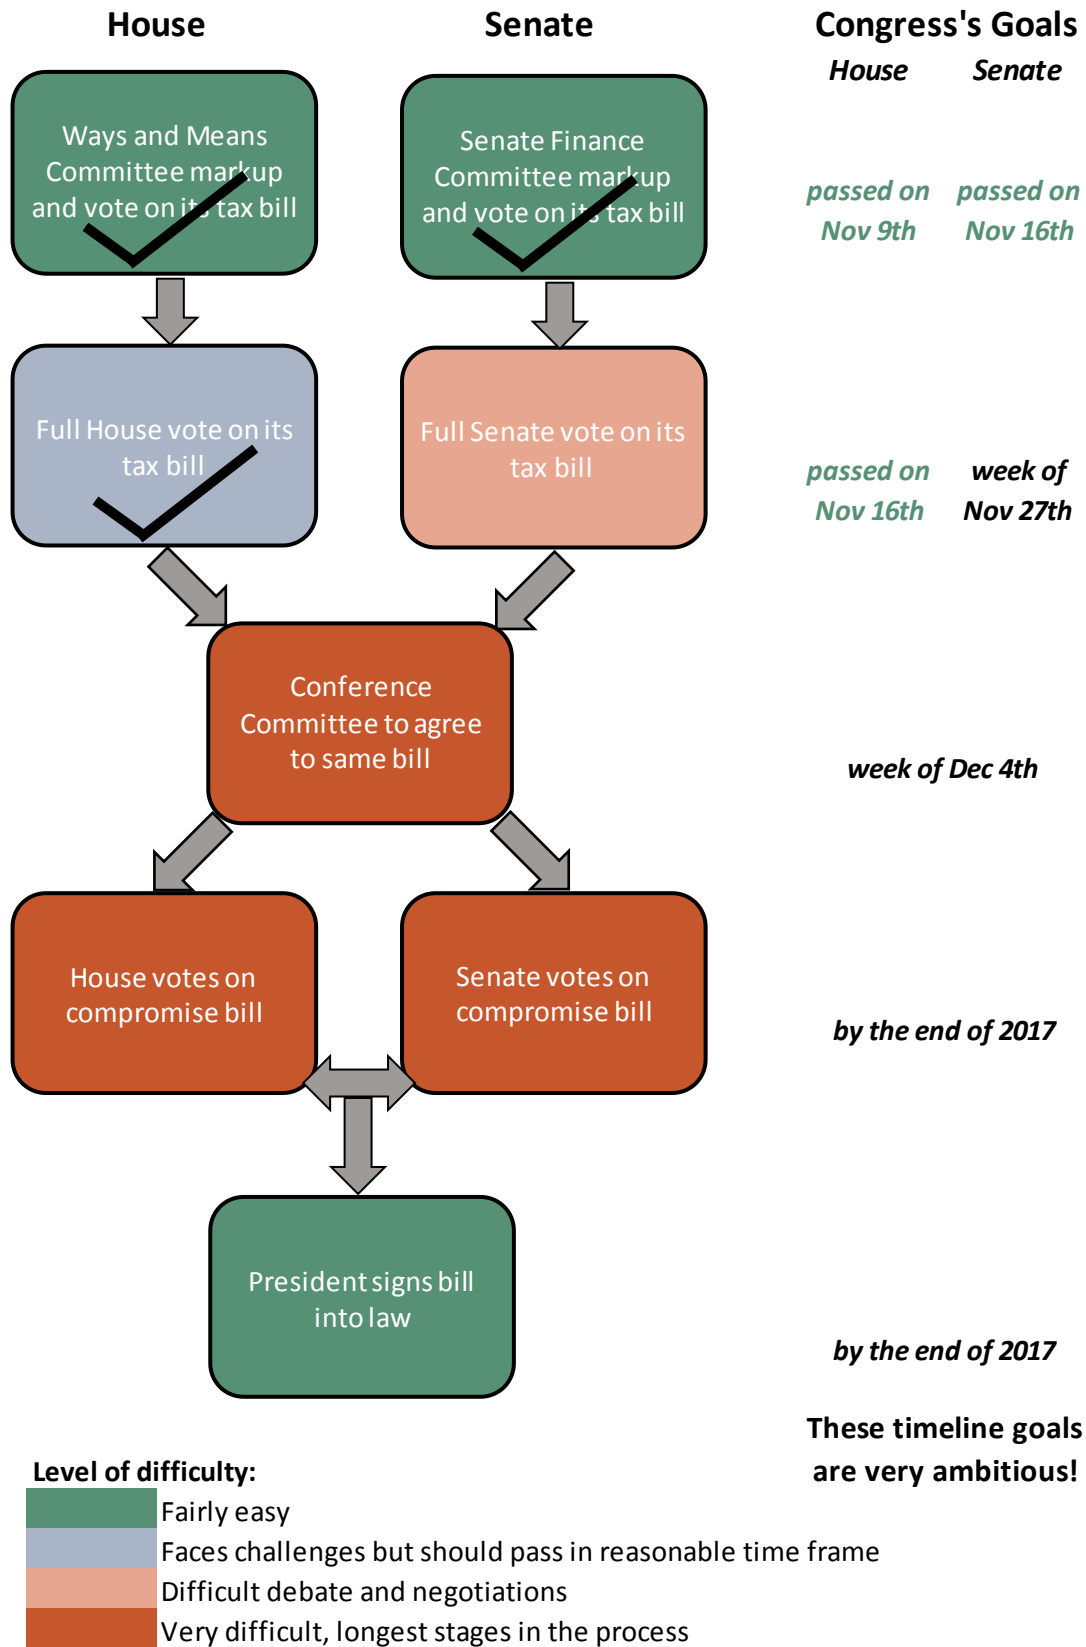 House
Senate
Congress's Goals
House
Senate
Ways and Means
Committee markup
and vote on its tax bill
Senate Finance
Committee markup
and vote on its tax bill
passed on
Nov 9th
passed on
Nov 16th
Full House vote on its
tax bill
Full Senate vote on its
tax bill
passed on
Nov 16th
week of
Nov 27th
Conference
Committee to agree
to same bill
week of Dec 4th
House votes on
compromise bill
Senate votes on
compromise bill
by the end of 2017
President signs bill
into law
by the end of 2017
These timeline goals
are very ambitious!
Level of difficulty:
Fairly easy
Faces challenges but should pass in reasonable time frame
Difficult debate and negotiations
Very difficult, longest stages in the process